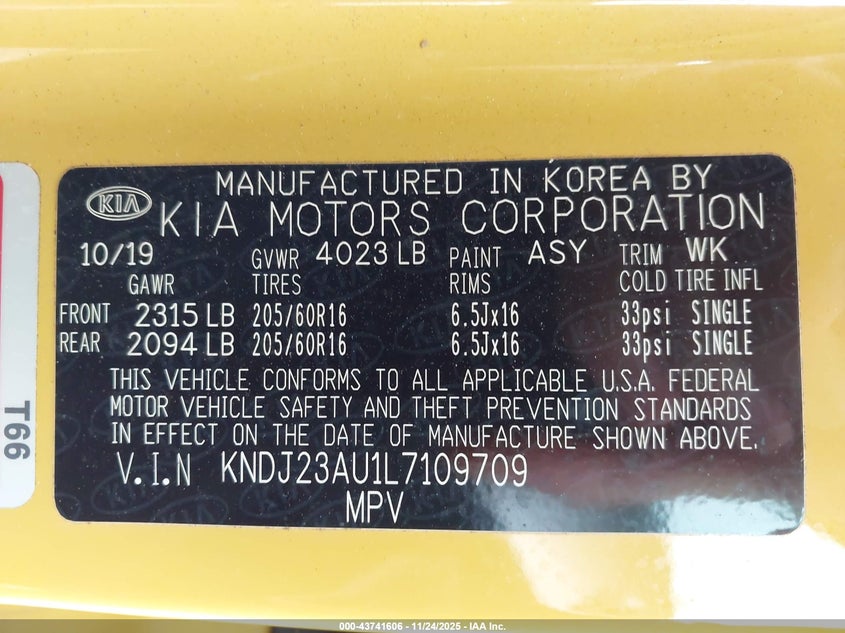 MANUFACTURED IN KOREA BY
KIA KIA MOTORS CORPORATION
10/19 GVWR 4023 LB PAINT ASY TRIM WK
GAWR TIRES RIMS COLD TIRE INFL
FRONT 2315 LB 205/60R16 6.5Jx16 33psi SINGLE
REAR 2094 LB 205/60R16 6.5Jx16 33psi SINGLE
THIS VEHICLE CONFORMS TO ALL APPLICABLE U.S.A. FEDERAL
MOTOR VEHICLE SAFETY AND THEFT PREVENTION STANDARDS
IN EFFECT ON THE DATE OF MANUFACTURE SHOWN ABOVE.
V.I.N KNDJ23AU1L7109709
MPV
T66
000-43741606 - 11/24/2025 - IAA Inc.